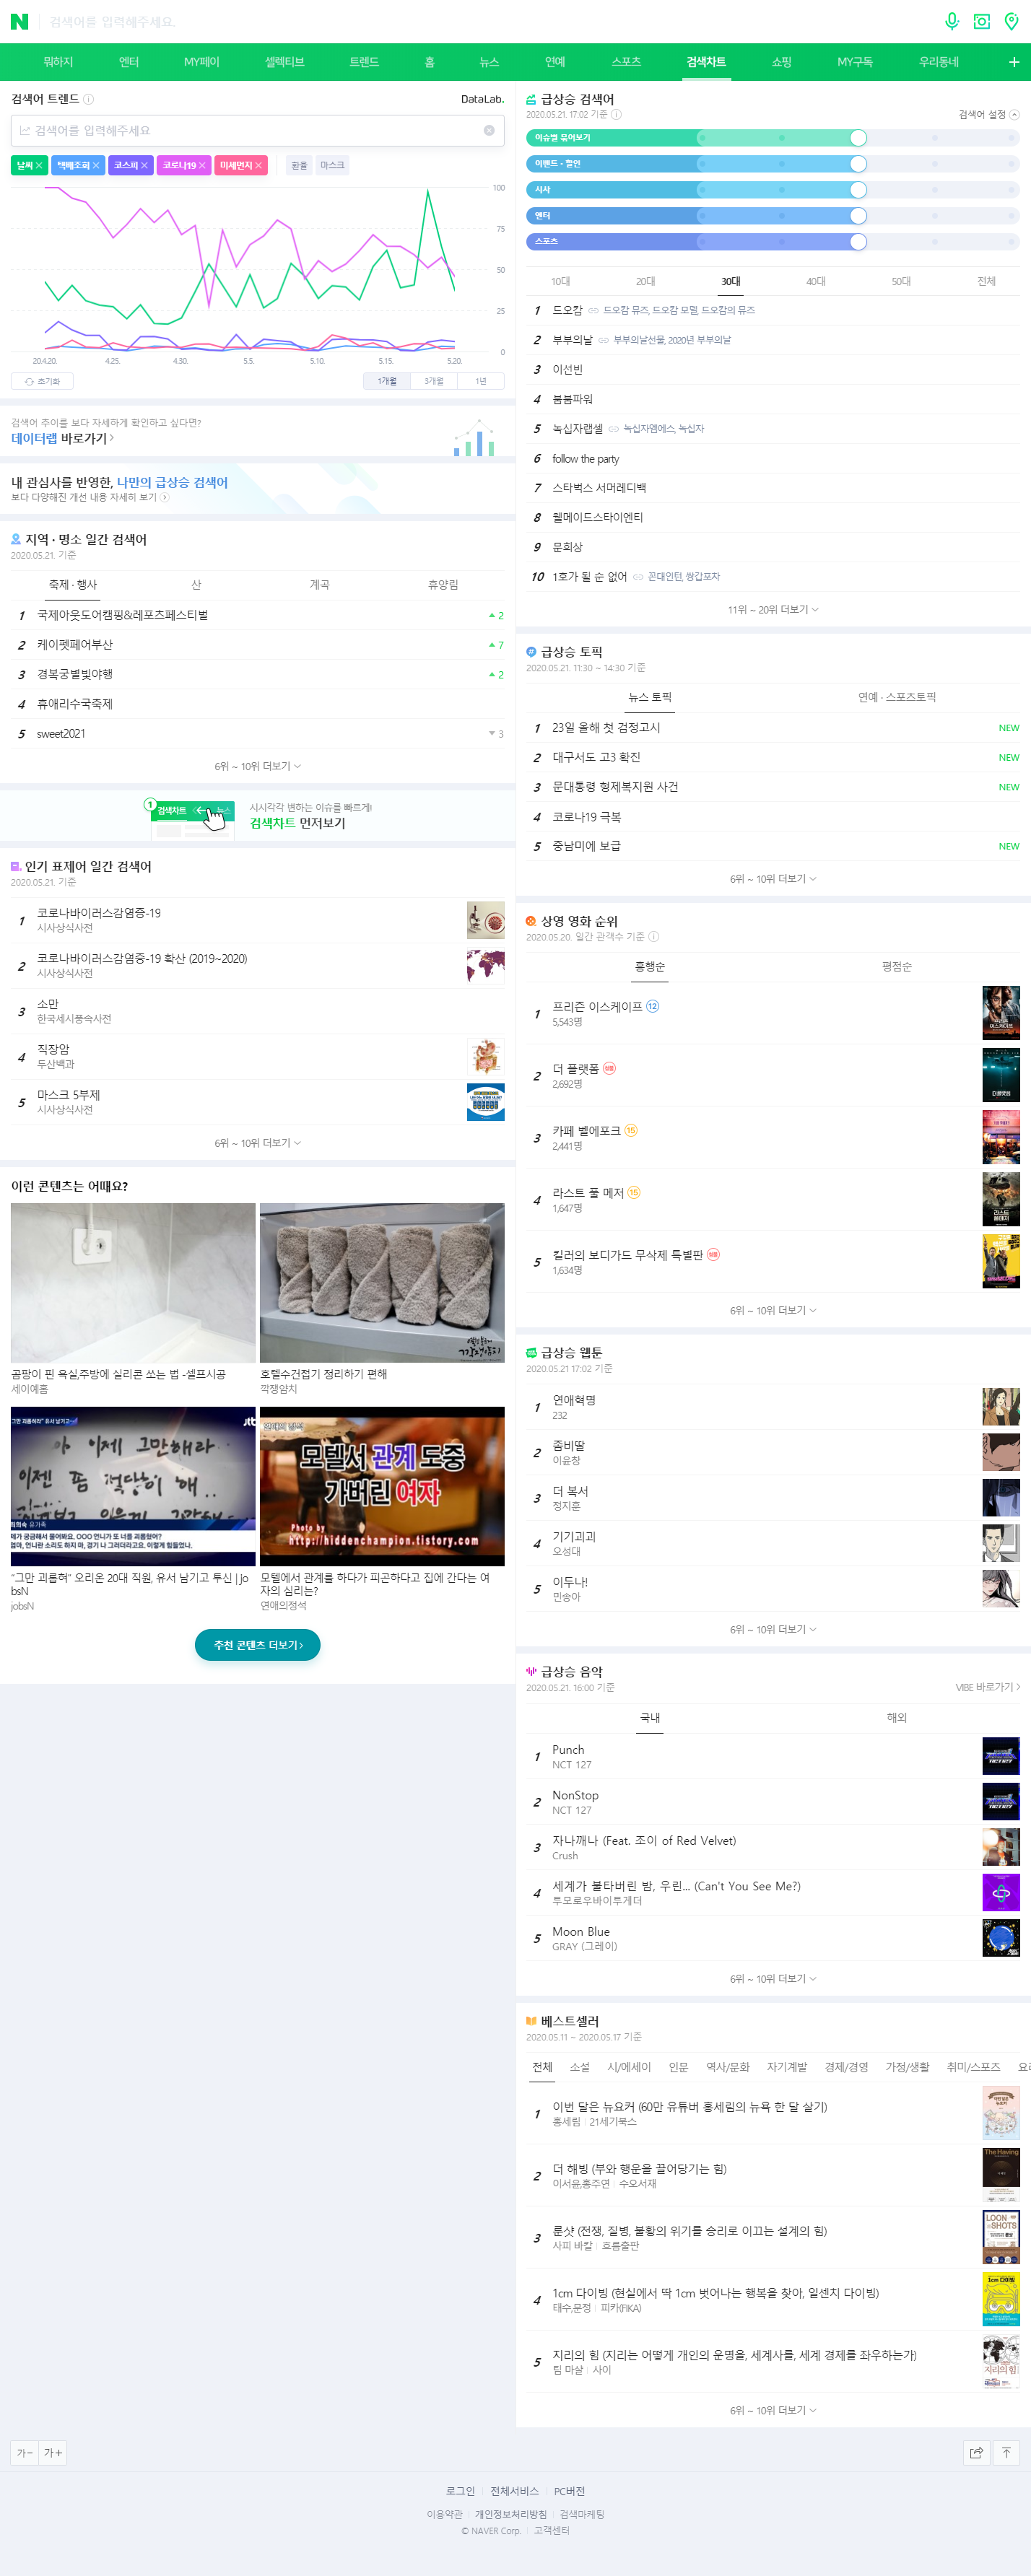 N 검색어를 입력해주세요.
뭐하지 엔터 MY페이 셀렉티브 트렌드 홈 뉴스 연예 스포츠 검색차트 쇼핑 MY구독 우리동네
검색어 트렌드
DataLab.
검색어를 입력해주세요
날씨 택배조회 코스피 코로나19 미세먼지 환율 마스크
100
75
50
25
0
20.4.20. 4.25. 4.30. 5.5. 5.10. 5.15. 5.20.
초기화
1개월 3개월 1년
검색어 추이를 보다 자세하게 확인하고 싶다면?
데이터랩 바로가기
내 관심사를 반영한, 나만의 급상승 검색어
보다 다양해진 개선 내용 자세히 보기
지역·명소 일간 검색어
2020.05.21. 기준
축제·행사 산 계곡 휴양림
1 국제아웃도어캠핑&레포츠페스티벌 2
2 케이펫페어부산 7
3 경복궁별빛야행 2
4 휴애리수국축제
5 sweet2021 3
6위 ~ 10위 더보기
1 검색차트 뉴스
시시각각 변하는 이슈를 빠르게!
검색차트 먼저보기
인기 표제어 일간 검색어
2020.05.21. 기준
1 코로나바이러스감염증-19
시사상식사전
2 코로나바이러스감염증-19 확산 (2019~2020)
시사상식사전
3 소만
한국세시풍속사전
4 직장암
두산백과
5 마스크 5부제
시사상식사전
6위 ~ 10위 더보기
이런 콘텐츠는 어때요?
곰팡이 핀 욕실,주방에 실리콘 쏘는 법 -셀프시공
세이예홈
호텔수건접기 정리하기 편해
깍쟁얌치
"그만 괴롭혀" 오리온 20대 직원, 유서 남기고 투신 | jo
bsN
jobsN
모텔서 관계 도중
가버린 여자
Photo by
http://hiddenchampion.tistory.com
모텔에서 관계를 하다가 피곤하다고 집에 간다는 여
자의 심리는?
연애의정석
추천 콘텐츠 더보기
급상승 검색어
2020.05.21. 17:02 기준
검색어 설정
이슈별 묶어보기
이벤트·할인
시사
엔터
스포츠
10대 20대 30대 40대 50대 전체
1 드오캄 드오캄 뮤즈, 드오캄 모델, 드오캄의 뮤즈
2 부부의날 부부의날선물, 2020년 부부의날
3 이선빈
4 붐붐파워
5 녹십자랩셀 녹십자엠에스, 녹십자
6 follow the party
7 스타벅스 서머레디백
8 웰메이드스타이엔티
9 문희상
10 1호가 될 순 없어 꼰대인턴, 쌍갑포차
11위 ~ 20위 더보기
급상승 토픽
2020.05.21. 11:30 ~ 14:30 기준
뉴스 토픽 연예·스포츠토픽
1 23일 올해 첫 검정고시 NEW
2 대구서도 고3 확진 NEW
3 문대통령 형제복지원 사건 NEW
4 코로나19 극복
5 중남미에 보급 NEW
6위 ~ 10위 더보기
상영 영화 순위
2020.05.20. 일간 관객수 기준
흥행순 평점순
1 프리즌 이스케이프 12
5,543명
2 더 플랫폼
2,692명
3 카페 벨에포크 15
2,441명
4 라스트 풀 메저 15
1,647명
5 킬러의 보디가드 무삭제 특별판
1,634명
6위 ~ 10위 더보기
급상승 웹툰
2020.05.21 17:02 기준
1 연애혁명
232
2 좀비딸
이윤창
3 더 복서
정지훈
4 기기괴괴
오성대
5 이두나!
민송아
6위 ~ 10위 더보기
급상승 음악
2020.05.21. 16:00 기준
VIBE 바로가기
국내 해외
1 Punch
NCT 127
2 NonStop
NCT 127
3 자나깨나 (Feat. 조이 of Red Velvet)
Crush
4 세계가 불타버린 밤, 우린... (Can't You See Me?)
투모로우바이투게더
5 Moon Blue
GRAY (그레이)
6위 ~ 10위 더보기
베스트셀러
2020.05.11 ~ 2020.05.17 기준
전체 소설 시/에세이 인문 역사/문화 자기계발 경제/경영 가정/생활 취미/스포츠
1 이번 달은 뉴요커 (60만 유튜버 홍세림의 뉴욕 한 달 살기)
홍세림 21세기북스
2 더 해빙 (부와 행운을 끌어당기는 힘)
이서윤,홍주연 수오서재
3 룬샷 (전쟁, 질병, 불황의 위기를 승리로 이끄는 설계의 힘)
사피 바칼 흐름출판
4 1cm 다이빙 (현실에서 딱 1cm 벗어나는 행복을 찾아, 일센치 다이빙)
태수,문정 피카(FIKA)
5 지리의 힘 (지리는 어떻게 개인의 운명을, 세계사를, 세계 경제를 좌우하는가)
팀 마샬 사이
6위 ~ 10위 더보기
가- 가+
로그인 전체서비스 PC버전
이용약관 개인정보처리방침 검색마케팅
© NAVER Corp. 고객센터